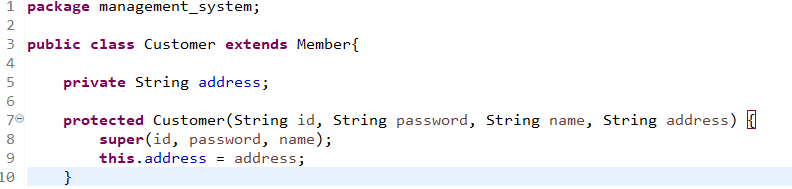 1 package management_system;
2
3 public class Customer extends Member{
4
5     private String address;
6
7     protected Customer(String id, String password, String name, String address) {
8         super(id, password, name);
9         this.address = address;
10     }